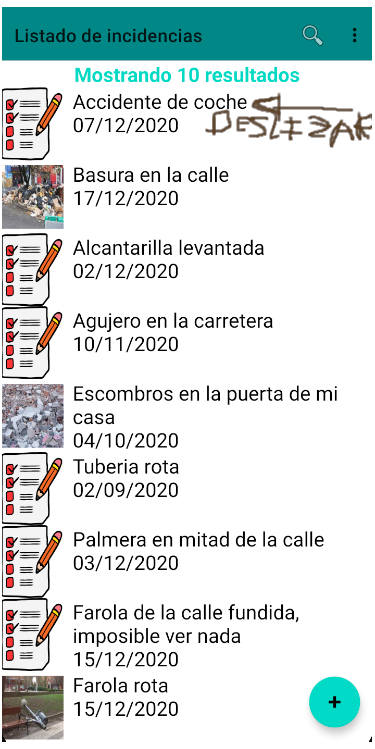 Listado de incidencias
Mostrando 10 resultados
Accidente de coche
07/12/2020
DESLIZAR
Basura en la calle
17/12/2020
Alcantarilla levantada
02/12/2020
Agujero en la carretera
10/11/2020
Escombros en la puerta de mi
casa
04/10/2020
Tuberia rota
02/09/2020
Palmera en mitad de la calle
03/12/2020
Farola de la calle fundida,
imposible ver nada
15/12/2020
Farola rota
15/12/2020
+